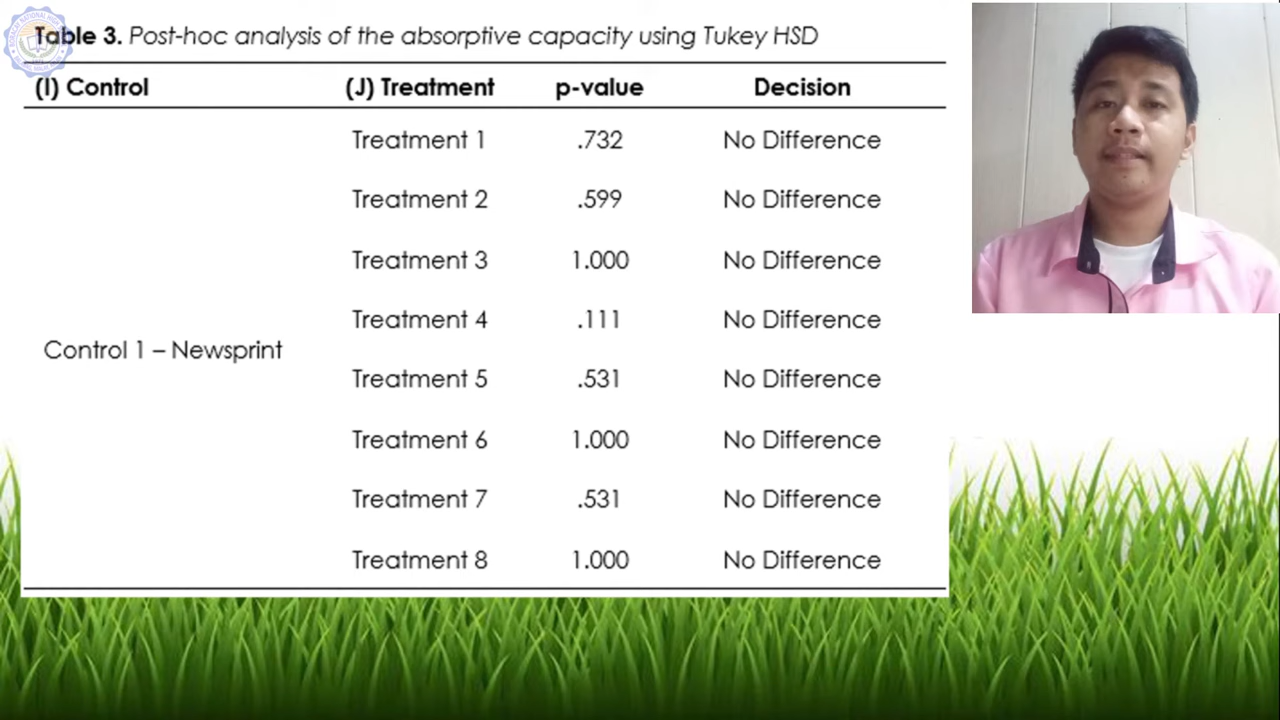 Table 3. Post-hoc analysis of the absorptive capacity using Tukey HSD
(I) Control (J) Treatment p-value Decision
Treatment 1 .732 No Difference
Treatment 2 .599 No Difference
Treatment 3 1.000 No Difference
Treatment 4 .111 No Difference
Control 1 – Newsprint
Treatment 5 .531 No Difference
Treatment 6 1.000 No Difference
Treatment 7 .531 No Difference
Treatment 8 1.000 No Difference